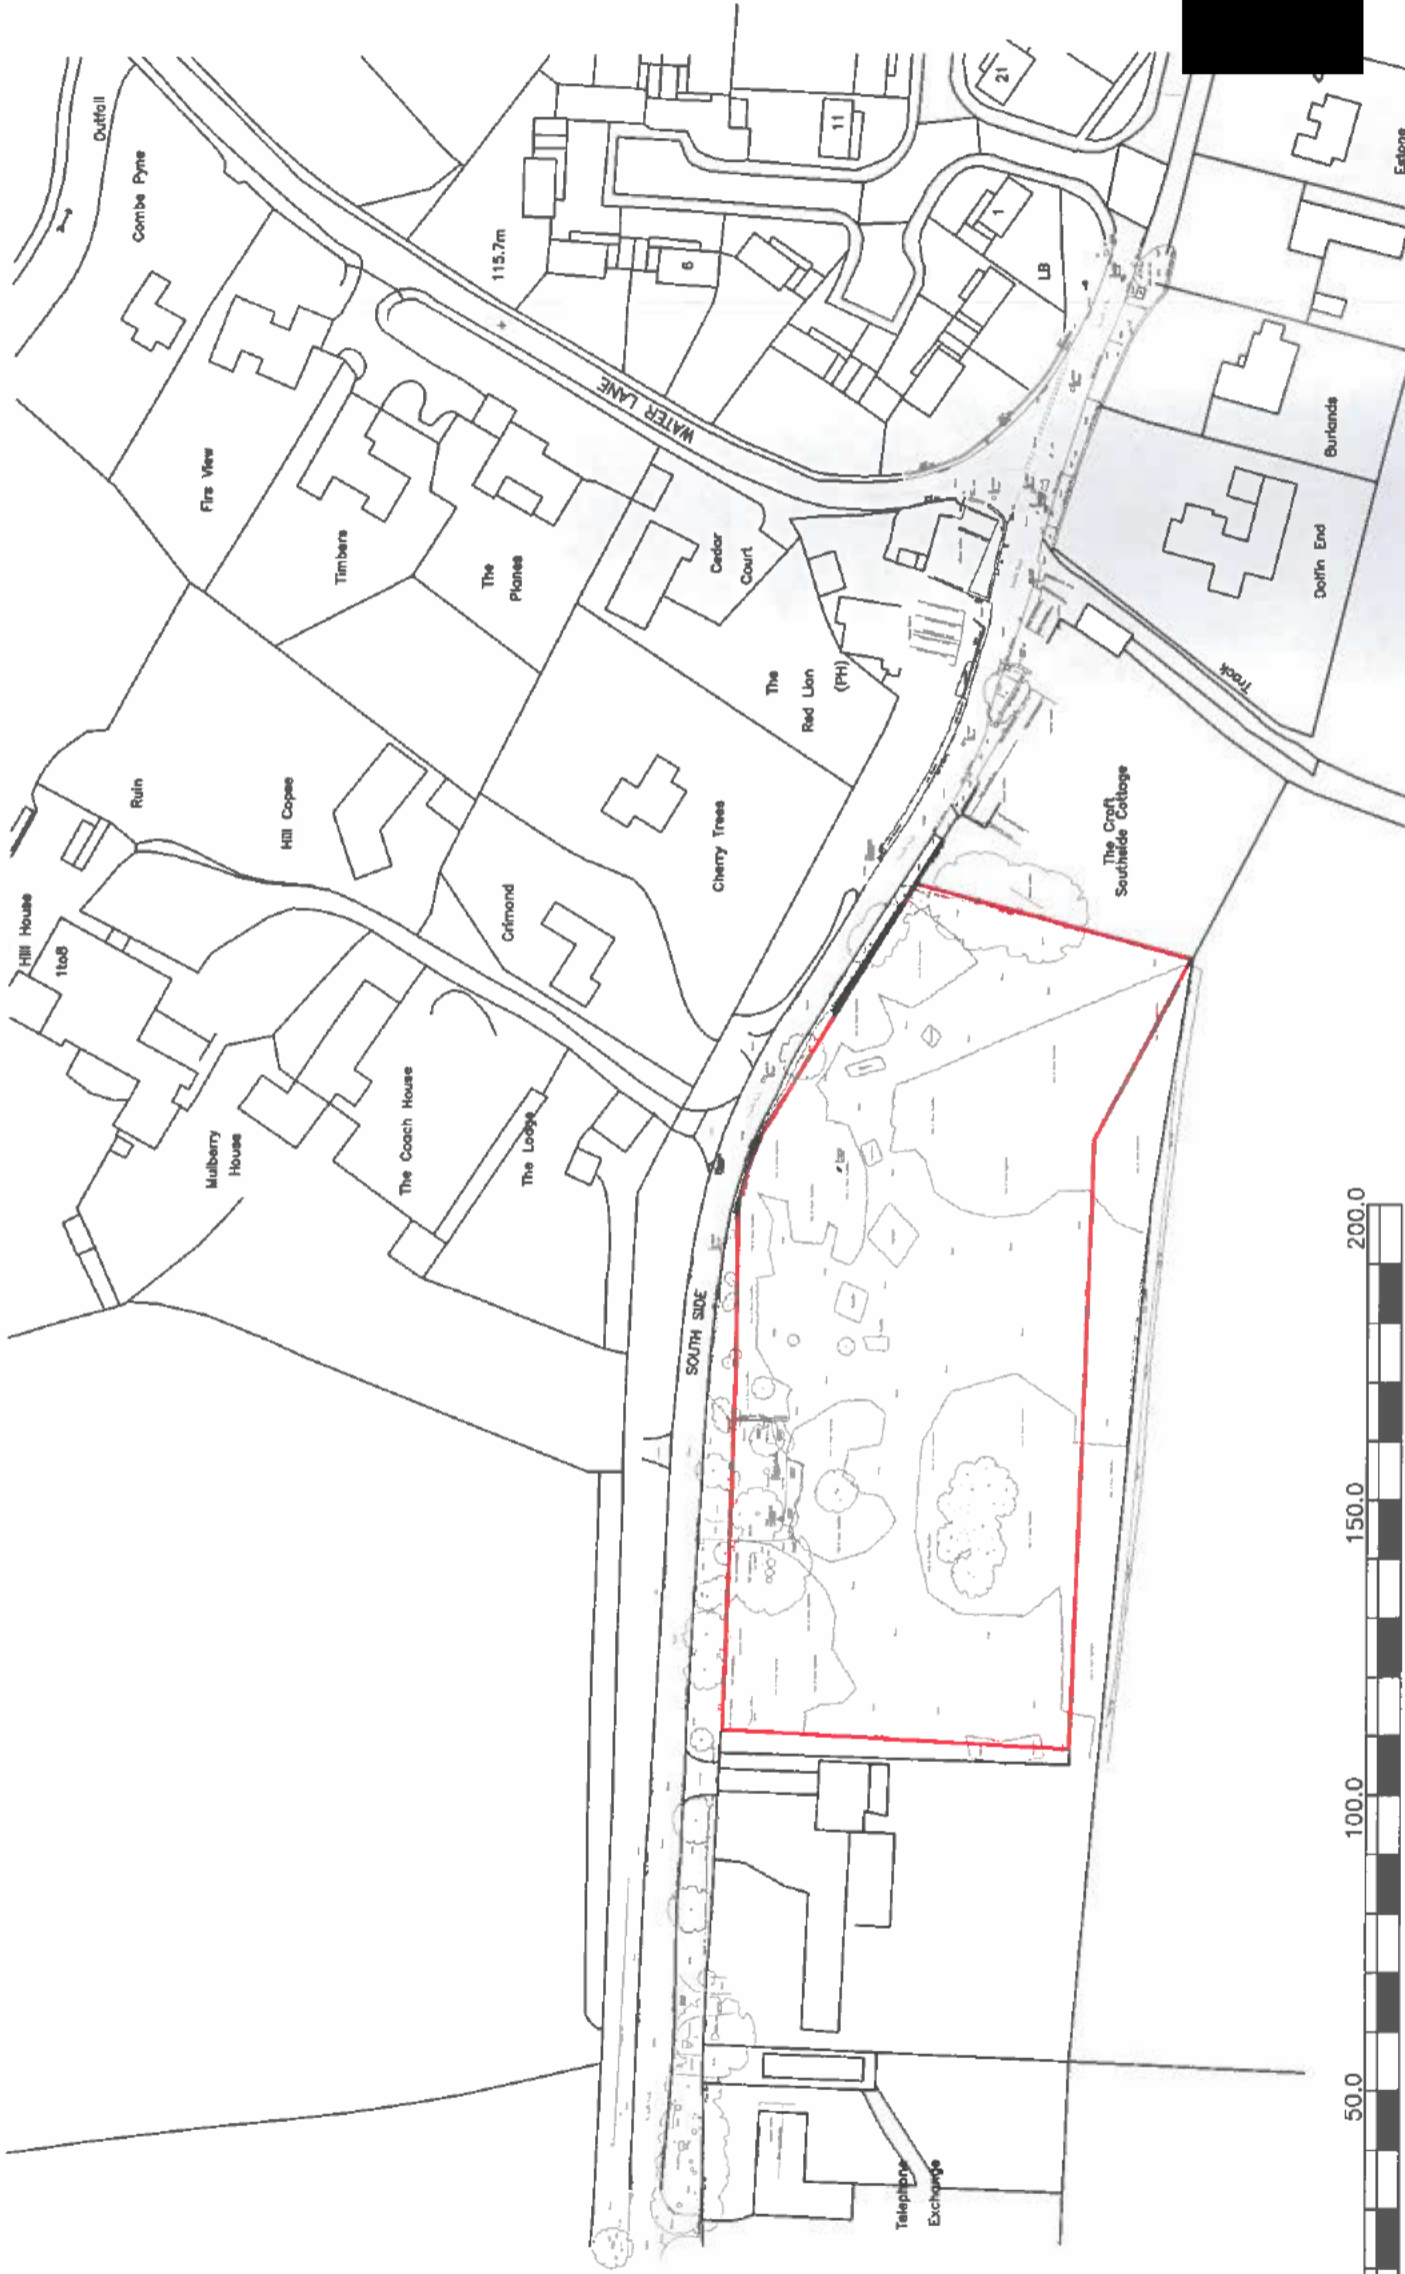 Outfall
Combe Pyne
21
11
1
115.7m
6
LB
Firs View
Timbers
The
Planes
WATER LANE
Cedar
Court
The
Red Lion
(PH)
Burlands
Dolfin End
Track
Ruin
Hill Copse
Cherry Trees
The Croft
Southside Cottage
Hill House
1to8
Crimond
Mulberry
House
The Coach House
The Lodge
SOUTH SIDE
Telephone
Exchange
50.0
100.0
150.0
200.0